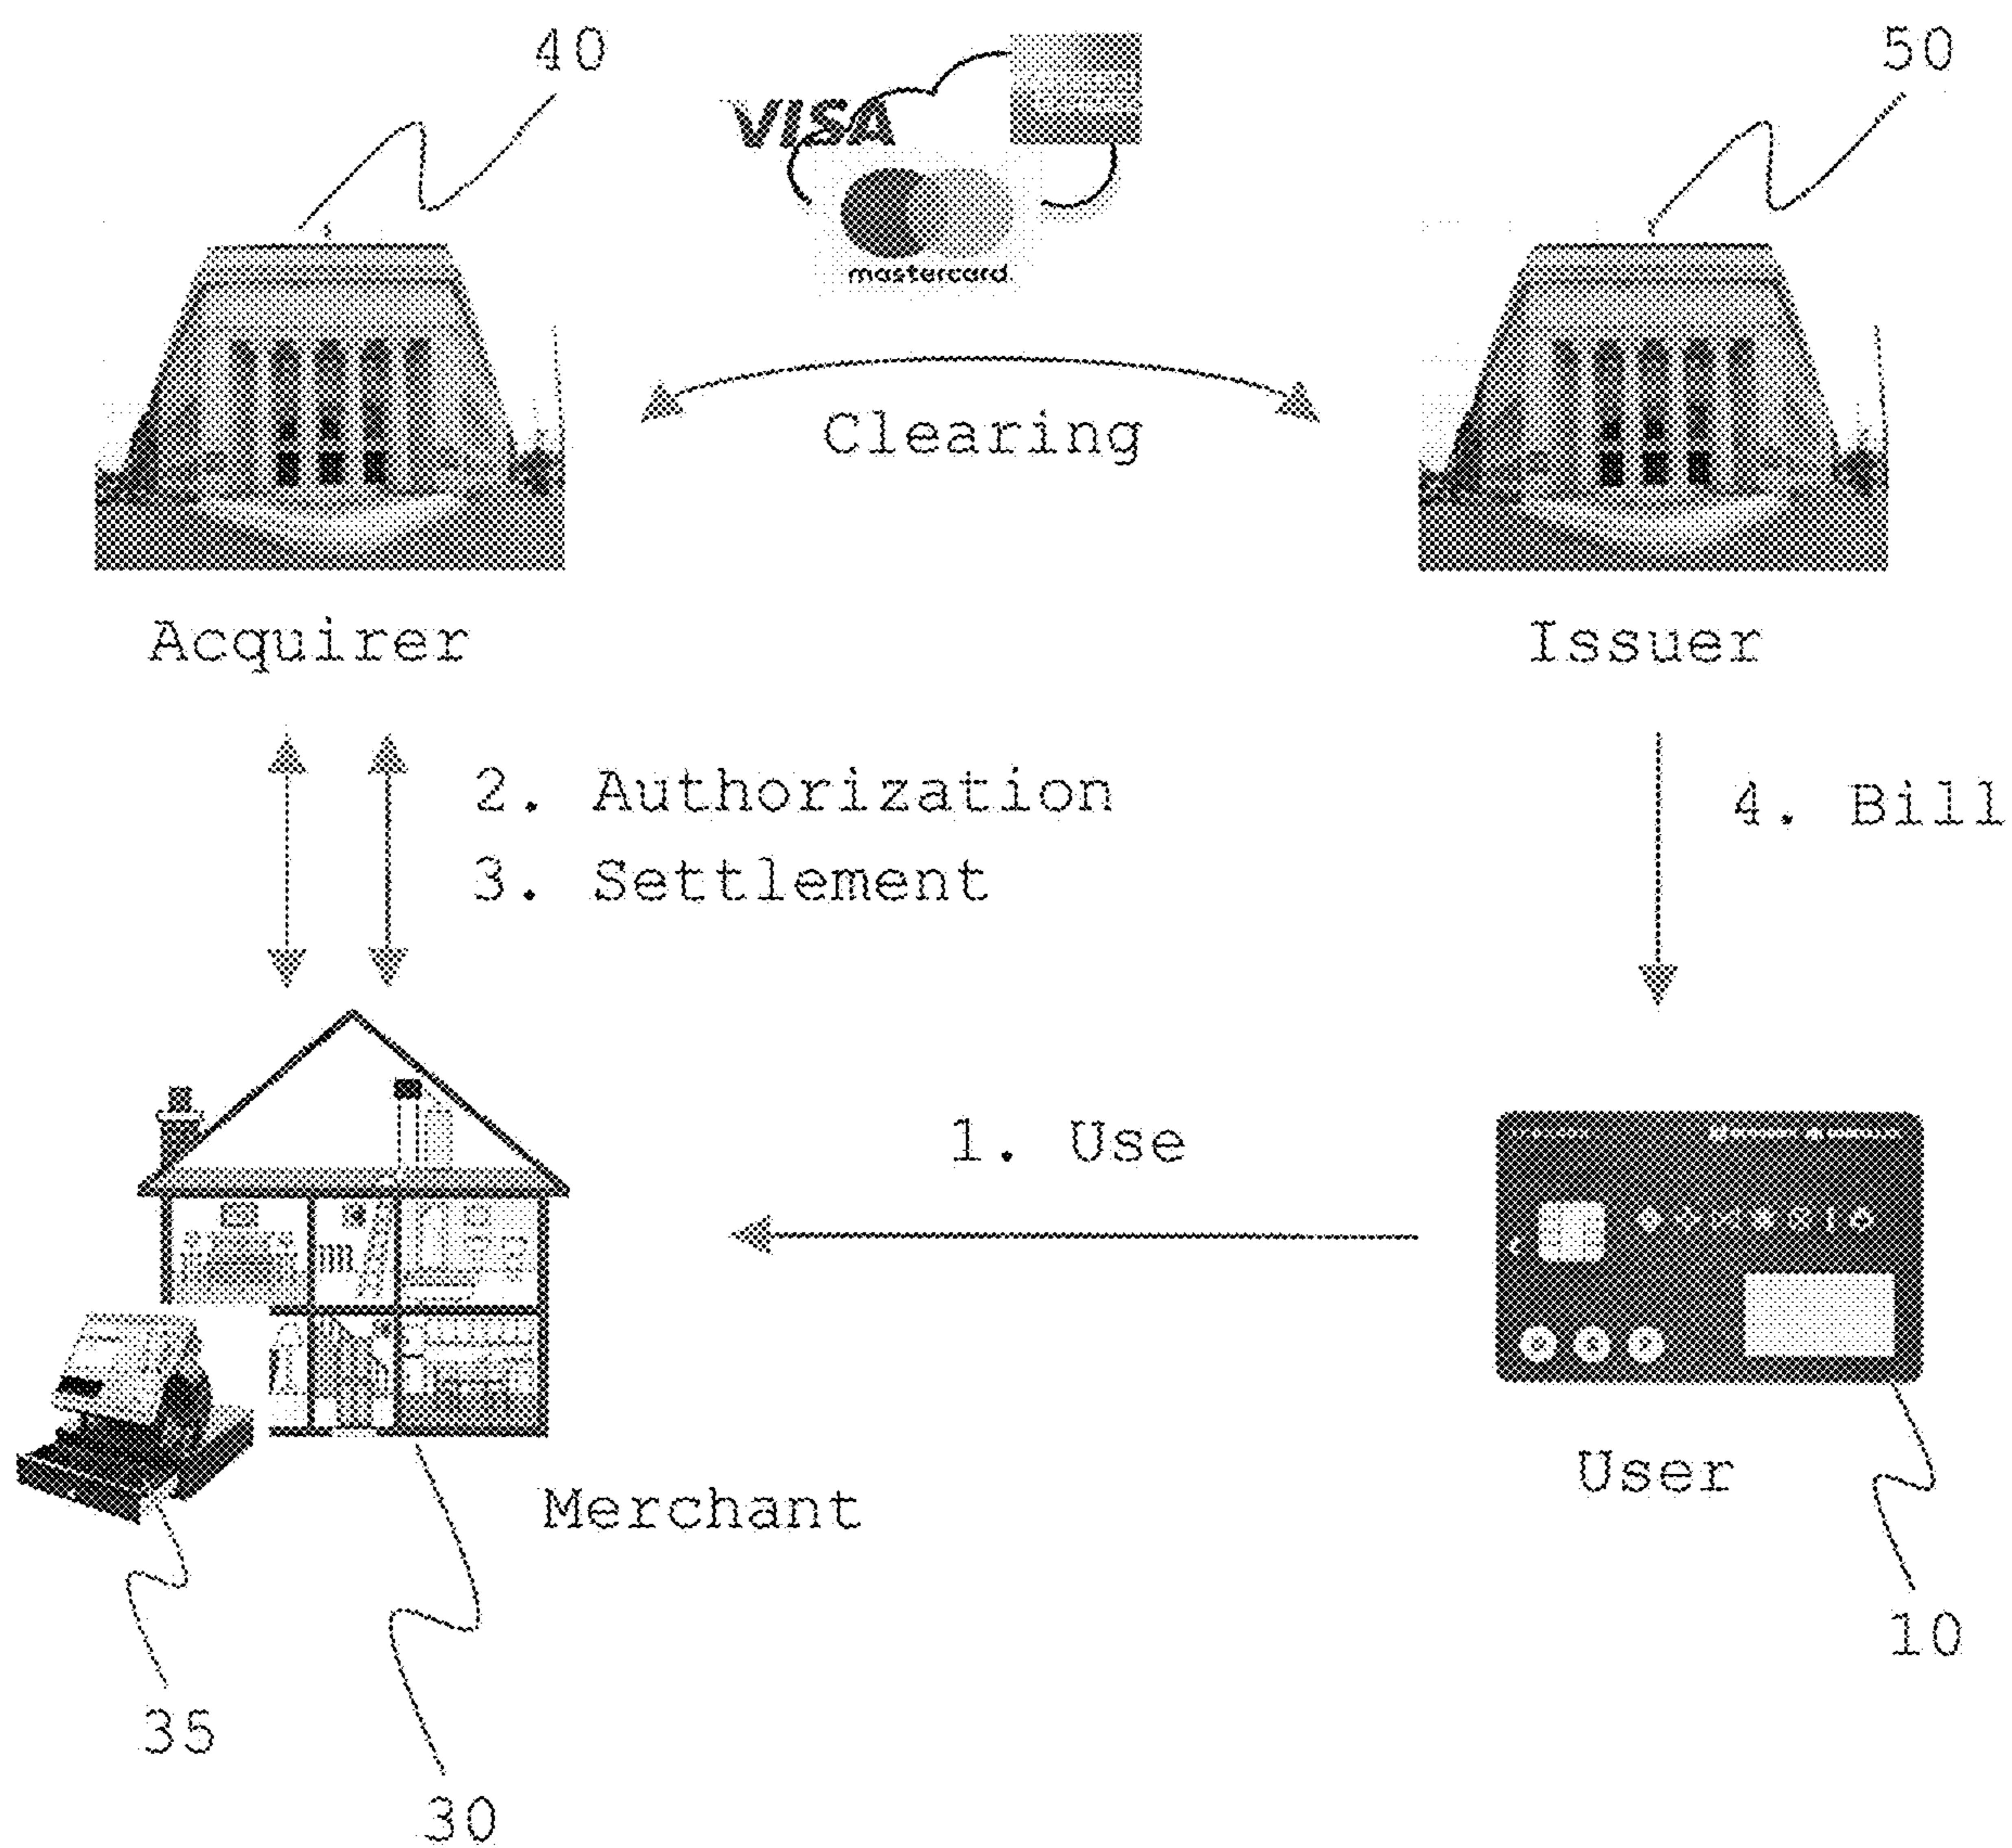 40
50
VISA
mastercard
Clearing
Acquirer
Issuer
2. Authorization
3. Settlement
4. Bill
1. Use
Merchant
User
10
35
30